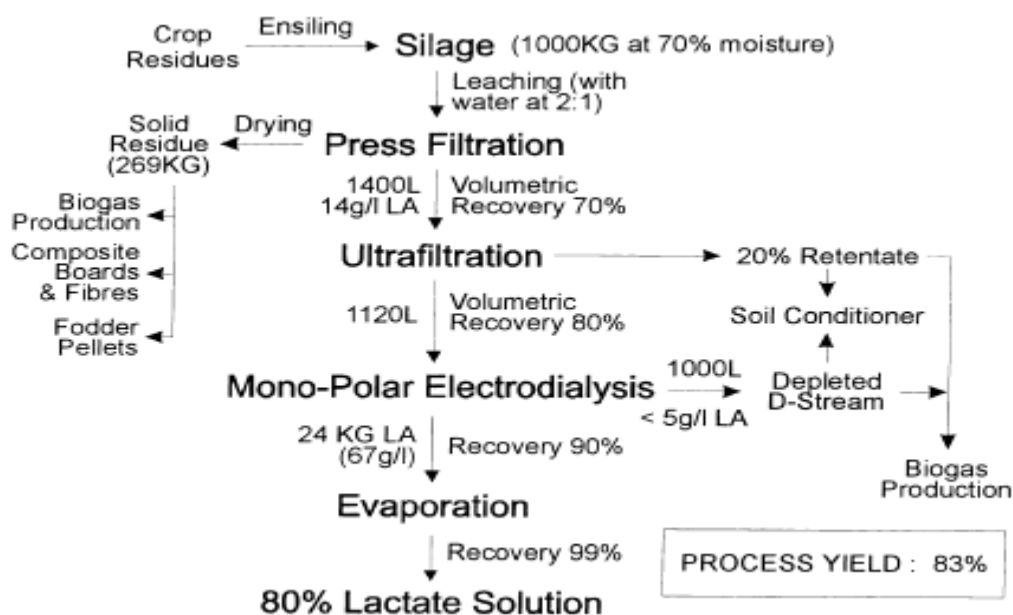 Crop
Residues
Ensiling
Silage (1000KG at 70% moisture)
Leaching (with
water at 2:1)
Solid
Residue
(269KG)
Drying
Press Filtration
1400L
14g/l LA
Volumetric
Recovery 70%
Biogas
Production
Composite
Boards
& Fibres
Fodder
Pellets
Ultrafiltration
20% Retentate
1120L
Volumetric
Recovery 80%
Soil Conditioner
Mono-Polar Electrodialysis
1000L
< 5g/l LA
Depleted
D-Stream
24 KG LA
(67g/l)
Recovery 90%
Biogas
Production
Evaporation
Recovery 99%
PROCESS YIELD : 83%
80% Lactate Solution